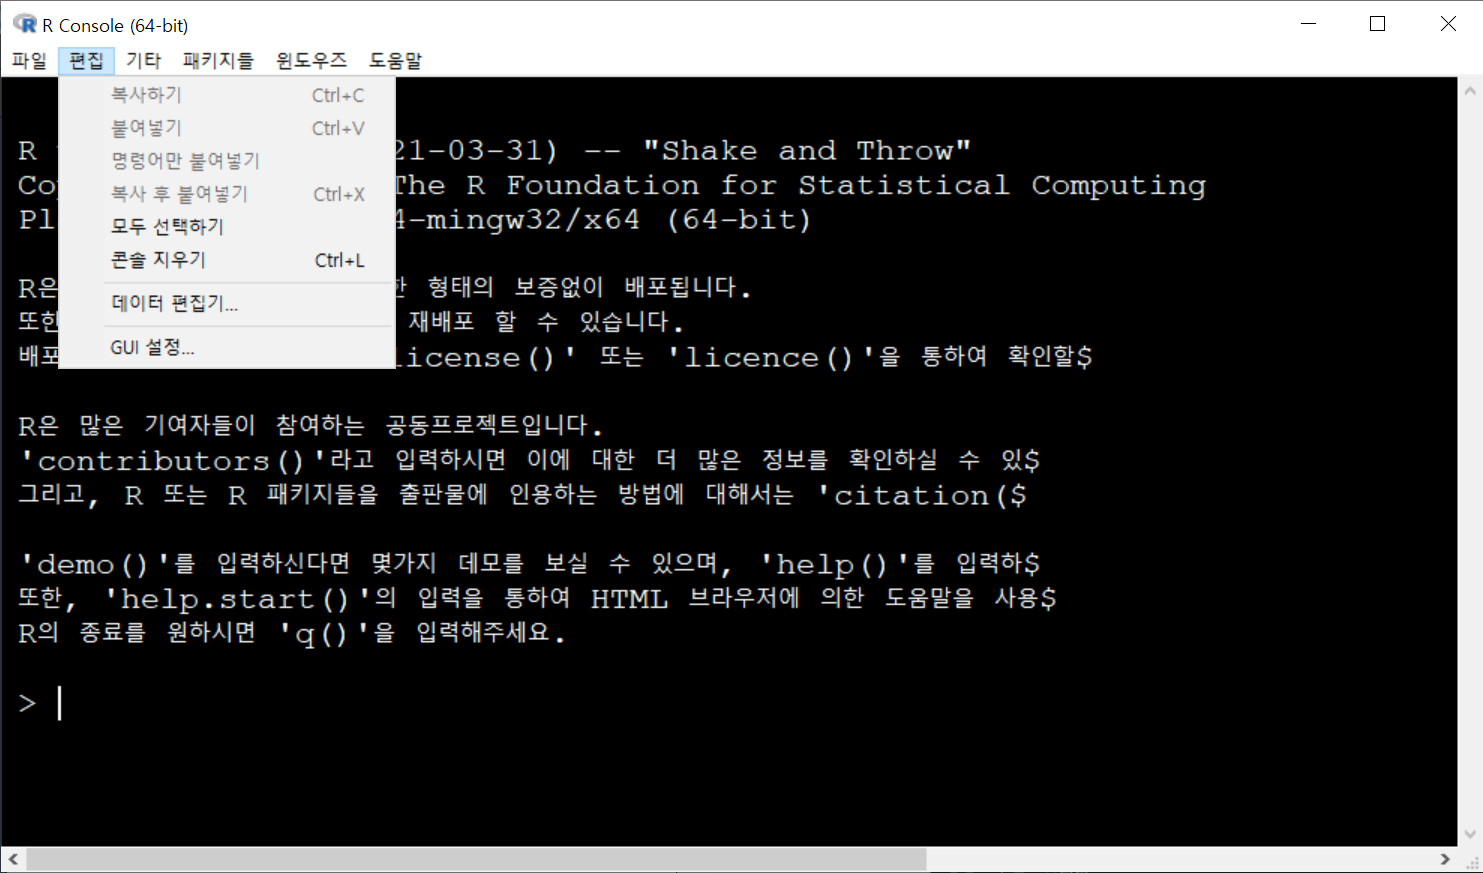 R Console (64-bit)
파일 편집 기타 패키지들 윈도우즈 도움말
복사하기 Ctrl+C
붙여넣기 Ctrl+V
명령어만 붙여넣기
복사 후 붙여넣기 Ctrl+X
모두 선택하기
콘솔 지우기 Ctrl+L
데이터 편집기...
GUI 설정...
R 21-03-31) -- "Shake and Throw"
Co The R Foundation for Statistical Computing
Pl 4-mingw32/x64 (64-bit)
R은 한 형태의 보증없이 배포됩니다.
또한 재배포 할 수 있습니다.
배포 license()' 또는 'licence()'을 통하여 확인할$
R은 많은 기여자들이 참여하는 공동프로젝트입니다.
'contributors()'라고 입력하시면 이에 대한 더 많은 정보를 확인하실 수 있$
그리고, R 또는 R 패키지들을 출판물에 인용하는 방법에 대해서는 'citation($
'demo()'를 입력하신다면 몇가지 데모를 보실 수 있으며, 'help()'를 입력하$
또한, 'help.start()'의 입력을 통하여 HTML 브라우저에 의한 도움말을 사용$
R의 종료를 원하시면 'q()'을 입력해주세요.
>